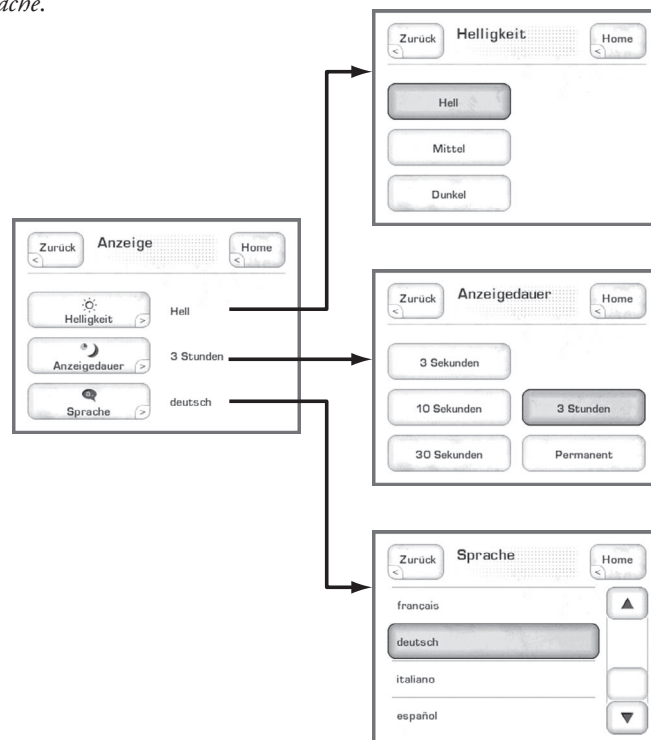 Zurück Anzeige Home
Helligkeit Hell
Anzeigedauer 3 Stunden
Sprache deutsch
Zurück Helligkeit Home
Hell
Mittel
Dunkel
Zurück Anzeigedauer Home
3 Sekunden
10 Sekunden 3 Stunden
30 Sekunden Permanent
Zurück Sprache Home
français
deutsch
italiano
español